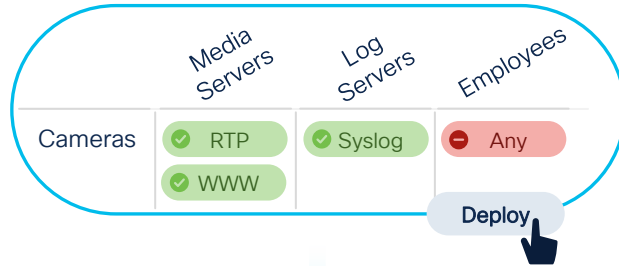 Media
Servers
Log
Servers
Employees
Cameras
RTP
Syslog
Any
WWW
Deploy